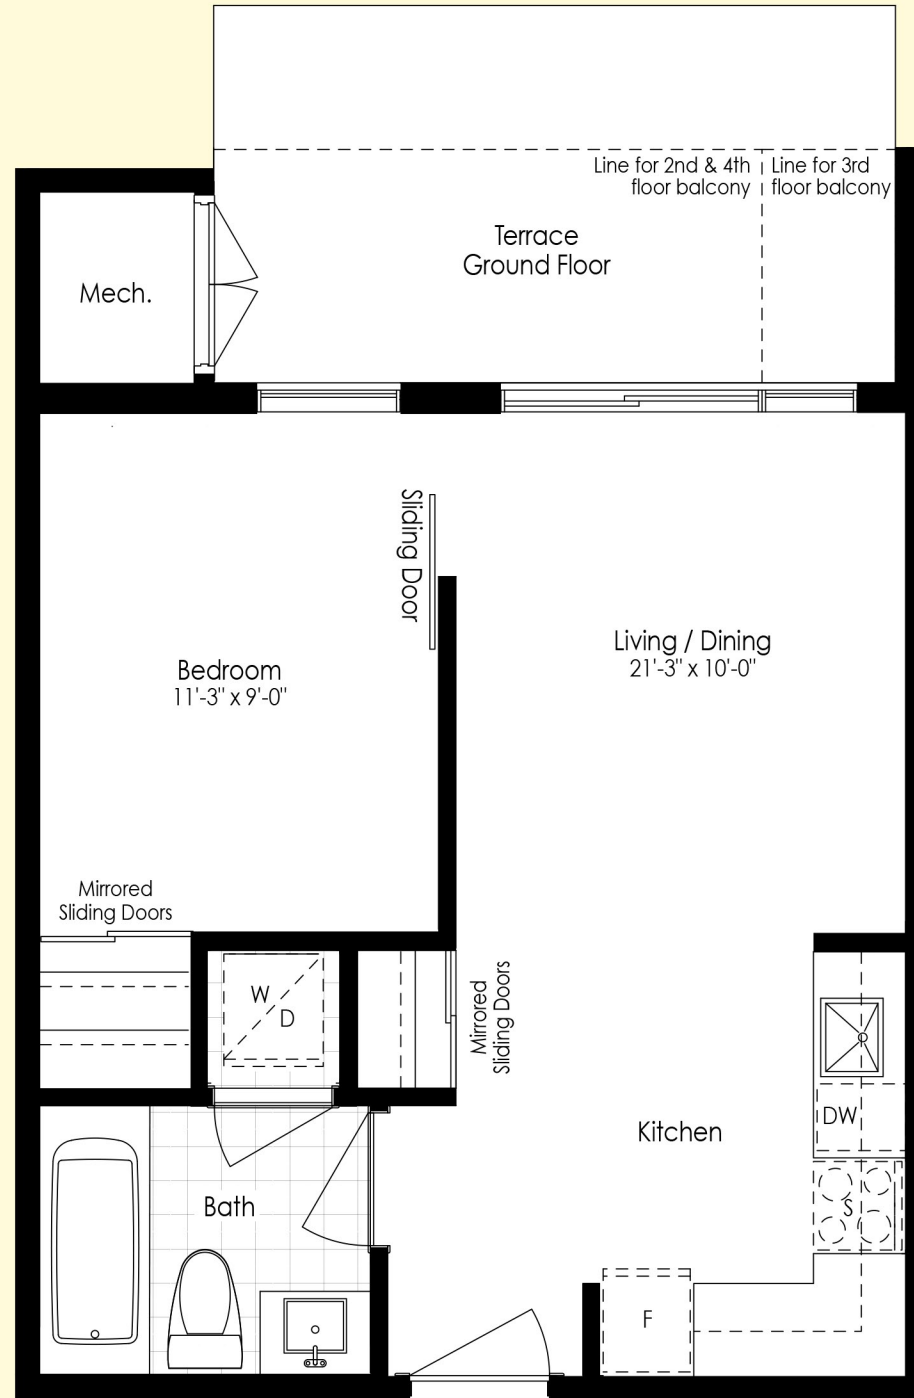 Line for 2nd & 4th
floor balcony
Line for 3rd
floor balcony
Terrace
Ground Floor
Mech.
Sliding Door
Living / Dining
21'-3" x 10'-0"
Bedroom
11'-3" x 9'-0"
Mirrored
Sliding Doors
W
D
Mirrored
Sliding Doors
Kitchen
DW
S
Bath
F